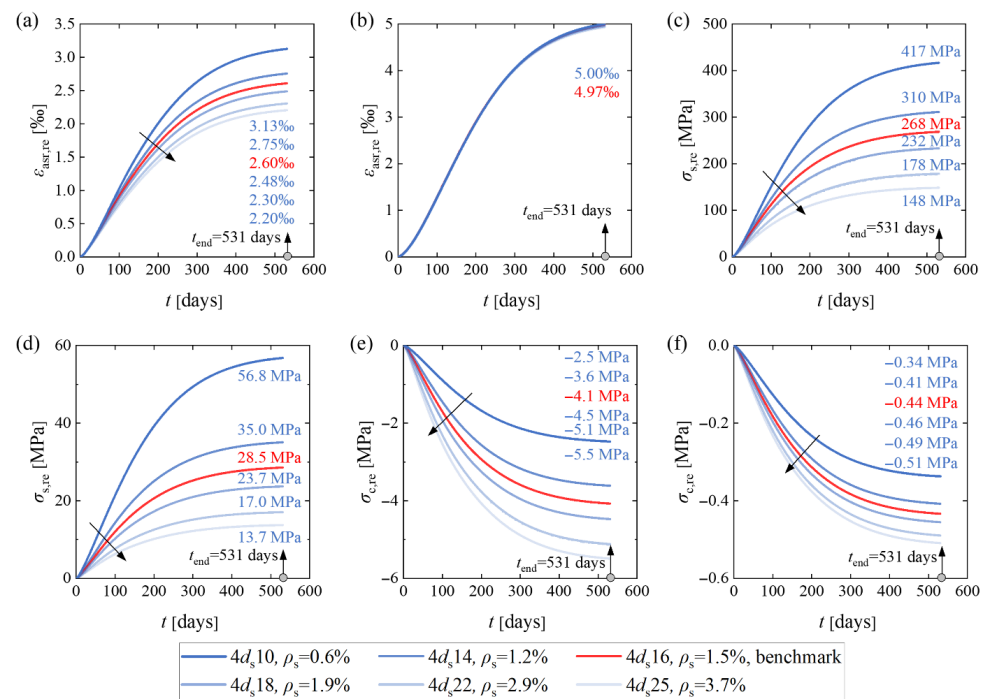 (a)
3.5
3.0
2.5
2.0
1.5
1.0
0.5
0.0
ε_asr,re [‰]
3.13‰
2.75‰
2.60‰
2.48‰
2.30‰
2.20‰
t_end=531 days
0 100 200 300 400 500 600
t [days]
(b)
5
4
3
2
1
0
ε_asr,re [‰]
5.00‰
4.97‰
t_end=531 days
0 100 200 300 400 500 600
t [days]
(c)
500
400
300
200
100
0
σ_s,re [MPa]
417 MPa
310 MPa
268 MPa
232 MPa
178 MPa
148 MPa
t_end=531 days
0 100 200 300 400 500 600
t [days]
(d)
60
40
20
0
σ_s,re [MPa]
56.8 MPa
35.0 MPa
28.5 MPa
23.7 MPa
17.0 MPa
13.7 MPa
t_end=531 days
0 100 200 300 400 500 600
t [days]
(e)
0
−2
−4
−6
σ_c,re [MPa]
−2.5 MPa
−3.6 MPa
−4.1 MPa
−4.5 MPa
−5.1 MPa
−5.5 MPa
t_end=531 days
0 100 200 300 400 500 600
t [days]
(f)
0.0
−0.2
−0.4
−0.6
σ_c,re [MPa]
−0.34 MPa
−0.41 MPa
−0.44 MPa
−0.46 MPa
−0.49 MPa
−0.51 MPa
t_end=531 days
0 100 200 300 400 500 600
t [days]
4d_s10, ρ_s=0.6% 4d_s14, ρ_s=1.2% 4d_s16, ρ_s=1.5%, benchmark
4d_s18, ρ_s=1.9% 4d_s22, ρ_s=2.9% 4d_s25, ρ_s=3.7%